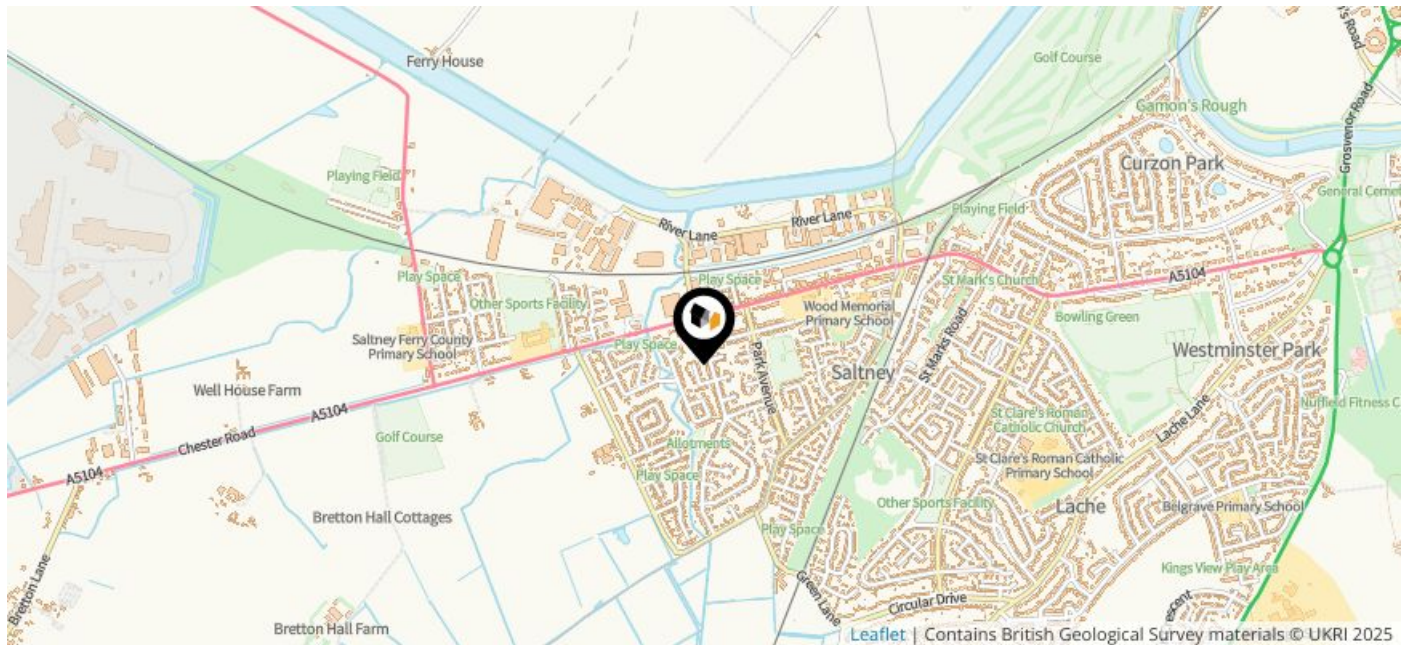 Ferry House
Golf Course
Gamon's Rough
Grosvenor Road
Curzon Park
Playing Field
General Cemet
River Lane
River Lane
Playing Field
Play Space
Play Space
St Mark's Church
A5104
Other Sports Facility
Wood Memorial
Primary School
Bowling Green
Saltney Ferry County
Primary School
Play Space
Westminster Park
Park Avenue
Saltney
St Marks Road
Well House Farm
A5104
Nuffield Fitness C
Chester Road
Golf Course
Lache Lane
St Clare's Roman
Catholic Church
Allotments
St Clare's Roman Catholic
Primary School
A5104
Play Space
Other Sports Facility
Lache
Belgrave Primary School
Bretton Hall Cottages
Play Space
Kings View Play Area
Bretton Lane
Green Lane
Circular Drive
escent
Bretton Hall Farm
Leaflet | Contains British Geological Survey materials © UKRI 2025